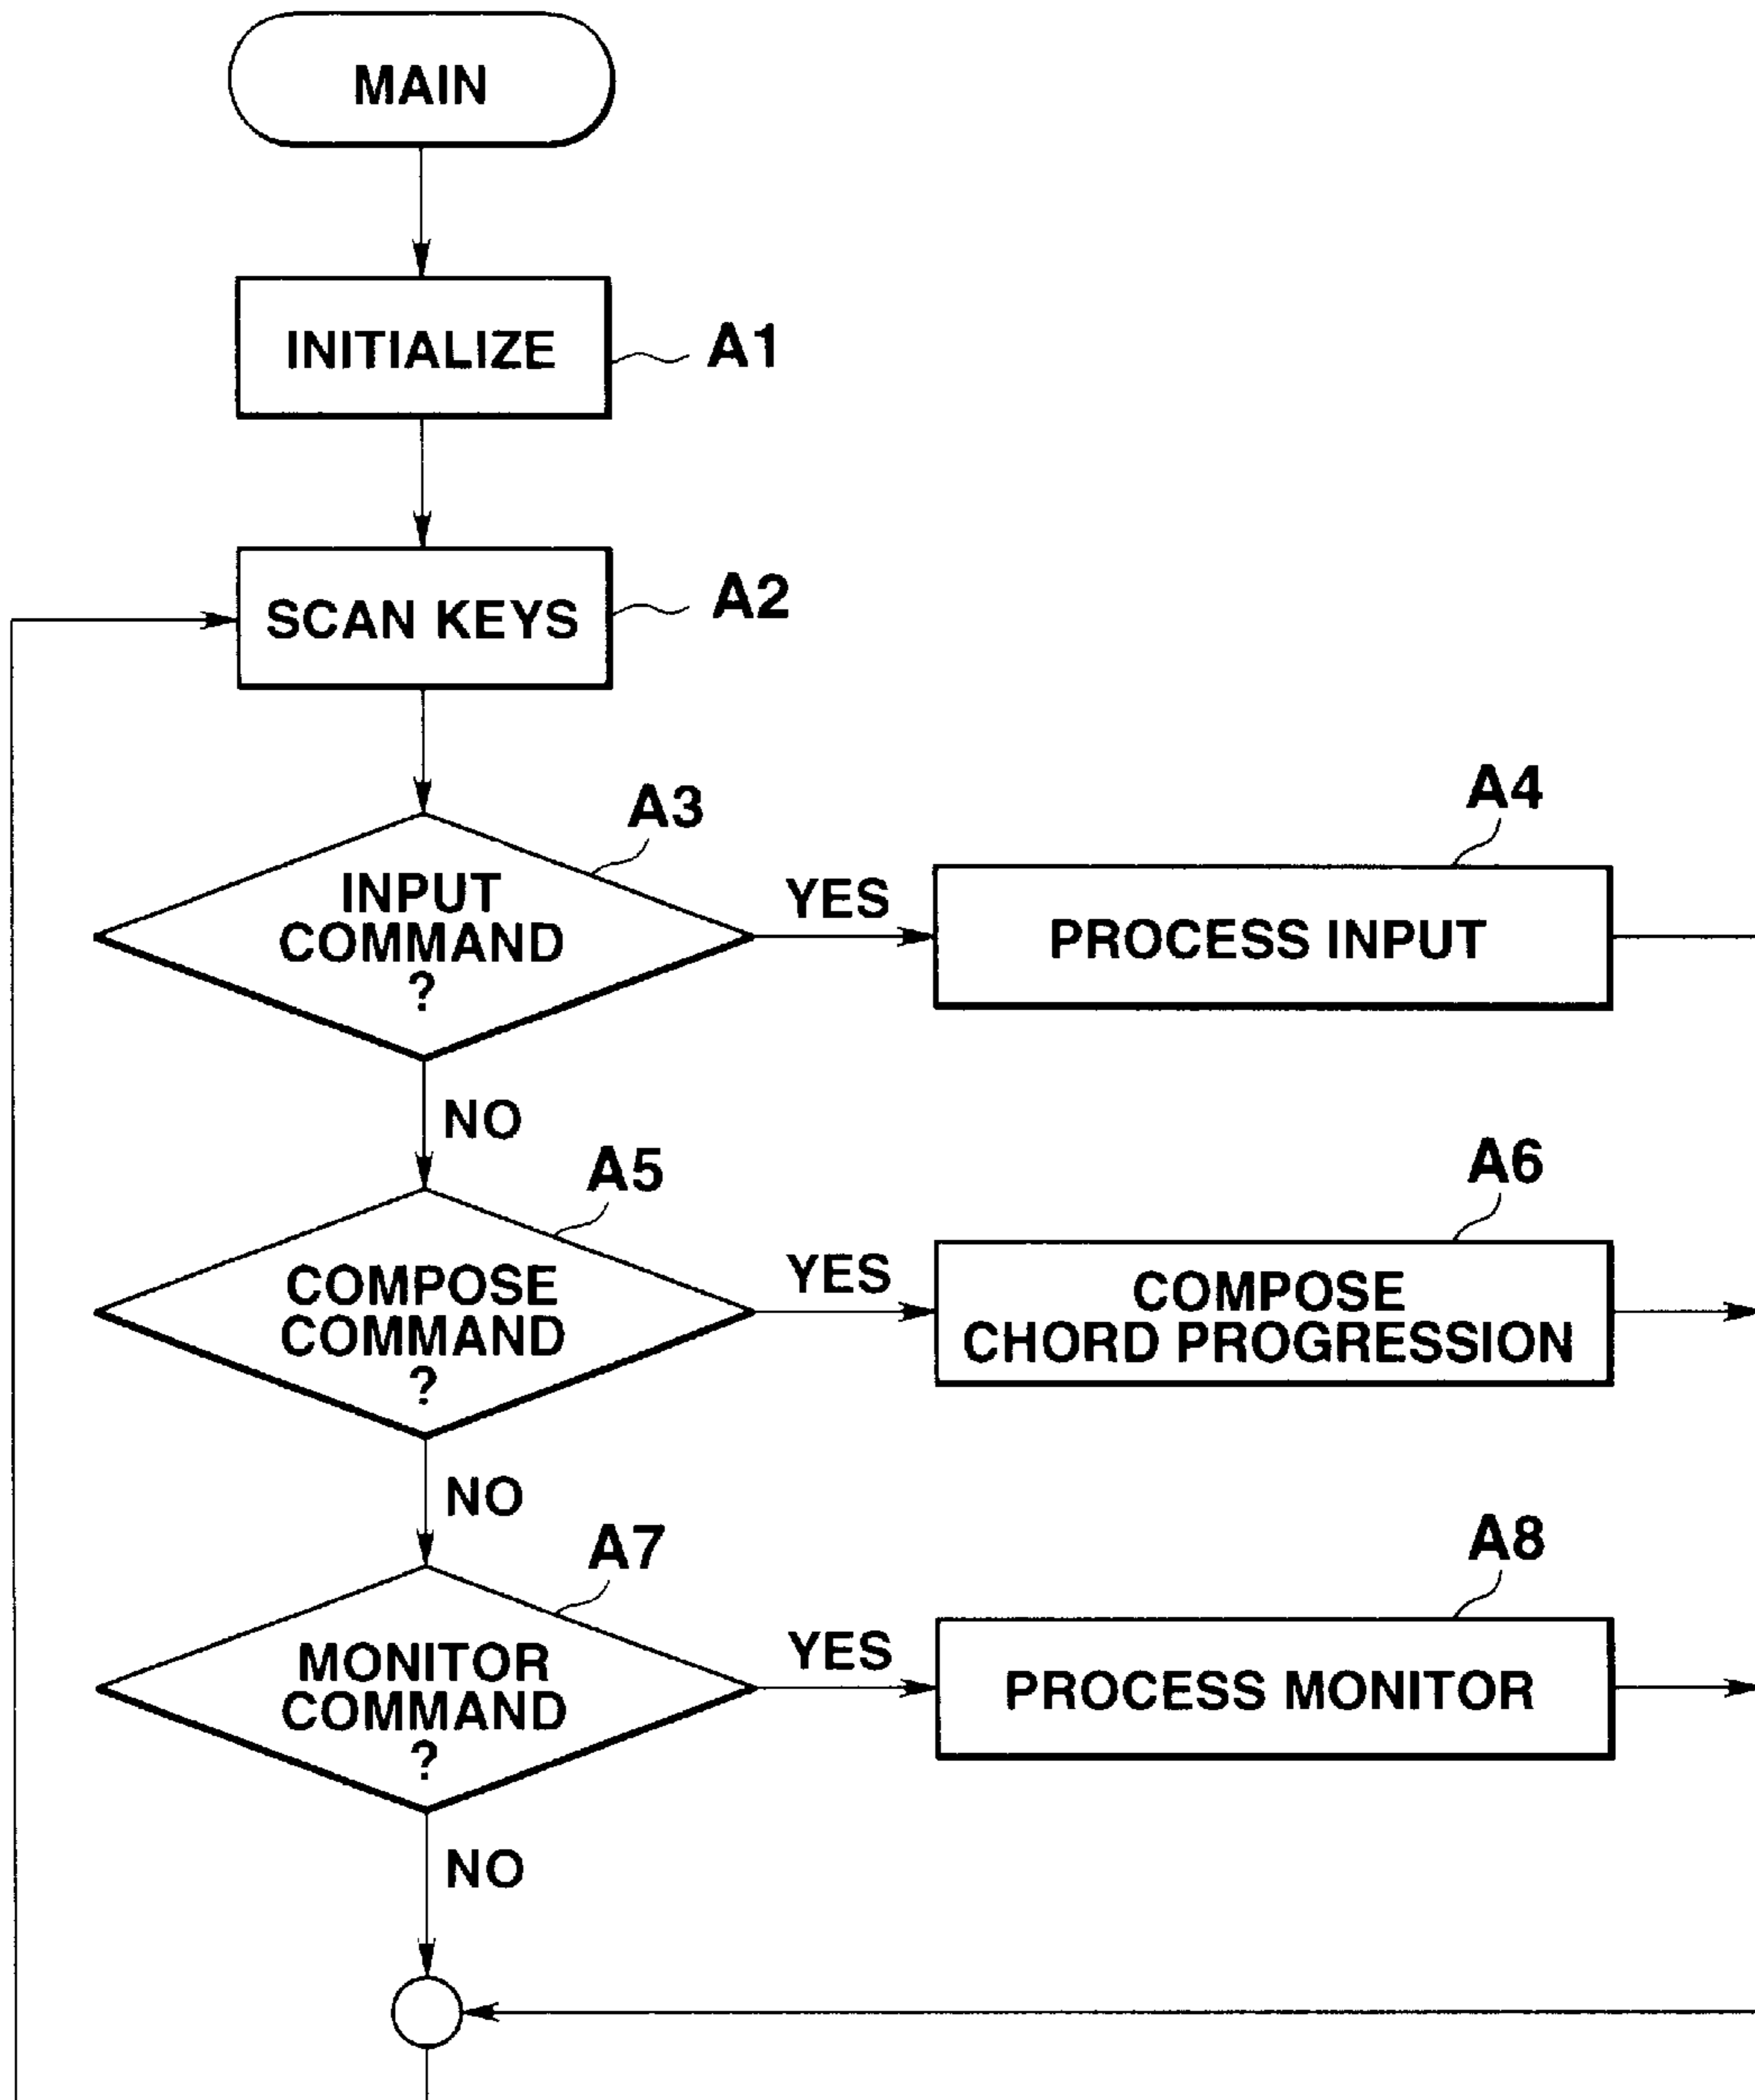 MAIN
INITIALIZE
A1
SCAN KEYS
A2
A3
INPUT
COMMAND
?
YES
A4
PROCESS INPUT
NO
A5
COMPOSE
COMMAND
?
YES
A6
COMPOSE
CHORD PROGRESSION
NO
A7
MONITOR
COMMAND
?
YES
A8
PROCESS MONITOR
NO